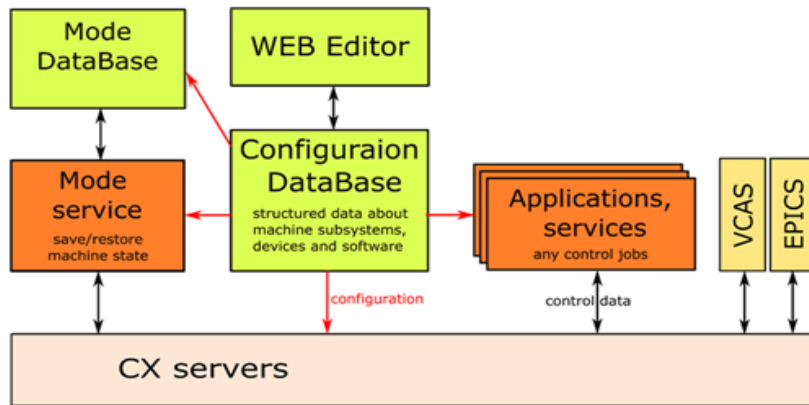 Mode
DataBase
WEB Editor
Configuraion
DataBase
structured data about
machine subsystems,
devices and software
Mode
service
save/restore
machine state
Applications,
services
any control jobs
VCAS
EPICS
configuration
control data
CX servers